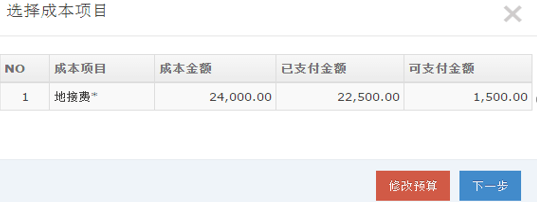 选择成本项目
NO 成本项目 成本金额 已支付金额 可支付金额
1 地接费* 24,000.00 22,500.00 1,500.00
修改预算 下一步